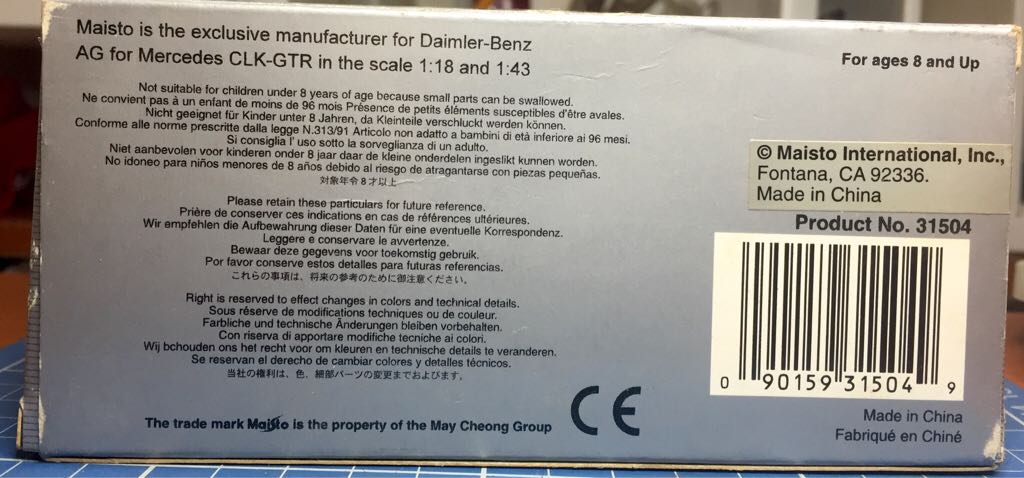 Maisto is the exclusive manufacturer for Daimler-Benz
AG for Mercedes CLK-GTR in the scale 1:18 and 1:43
For ages 8 and Up
Not suitable for children under 8 years of age because small parts can be swallowed.
Ne convient pas à un enfant de moins de 96 mois Présence de petits éléments susceptibles d'être avales.
Nicht geeignet für Kinder unter 8 Jahren, da Kleinteile verschluckt werden können.
Conforme alle norme prescritte dalla legge N.313/91 Articolo non adatto a bambini di età inferiore ai 96 mesi.
Si consiglia l' uso sotto la sorveglianza di un adulto.
Niet aanbevolen voor kinderen onder 8 jaar daar de kleine onderdelen ingeslikt kunnen worden.
No idoneo para niños menores de 8 años debido al riesgo de atragantarse con piezas pequeñas.
対象年令8才以上
Please retain these particulars for future reference.
Prière de conserver ces indications en cas de références ultérieures.
Wir empfehlen die Aufbewahrung dieser Daten für eine eventuelle Korrespondenz.
Leggere e conservare le avvertenze.
Bewaar deze gegevens voor toekomstig gebruik.
Por favor conserve estos detalles para futuras referencias.
これらの事項は、将来の参考のために御注意ください。
Right is reserved to effect changes in colors and technical details.
Sous réserve de modifications techniques ou de couleur.
Farbliche und technische Änderungen bleiben vorbehalten.
Con riserva di apportare modifiche tecniche ai colori.
Wij bchouden ons het recht voor om kleuren en technische details te veranderen.
Se reservan el derecho de cambiar colores y detalles técnicos.
当社の権利は、色、細部パーツの変更までおよびます。
The trade mark Maisto is the property of the May Cheong Group
CE
© Maisto International, Inc.,
Fontana, CA 92336.
Made in China
Product No. 31504
0 90159 31504 9
Made in China
Fabriqué en Chiné